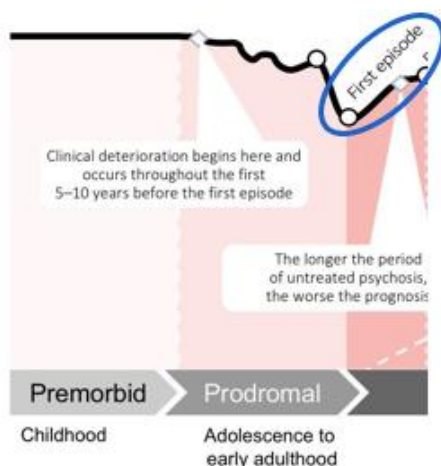 First episode
Clinical deterioration begins here and
occurs throughout the first
5–10 years before the first episode
The longer the period
of untreated psychosis,
the worse the prognosis
Premorbid
Prodromal
Childhood
Adolescence to
early adulthood